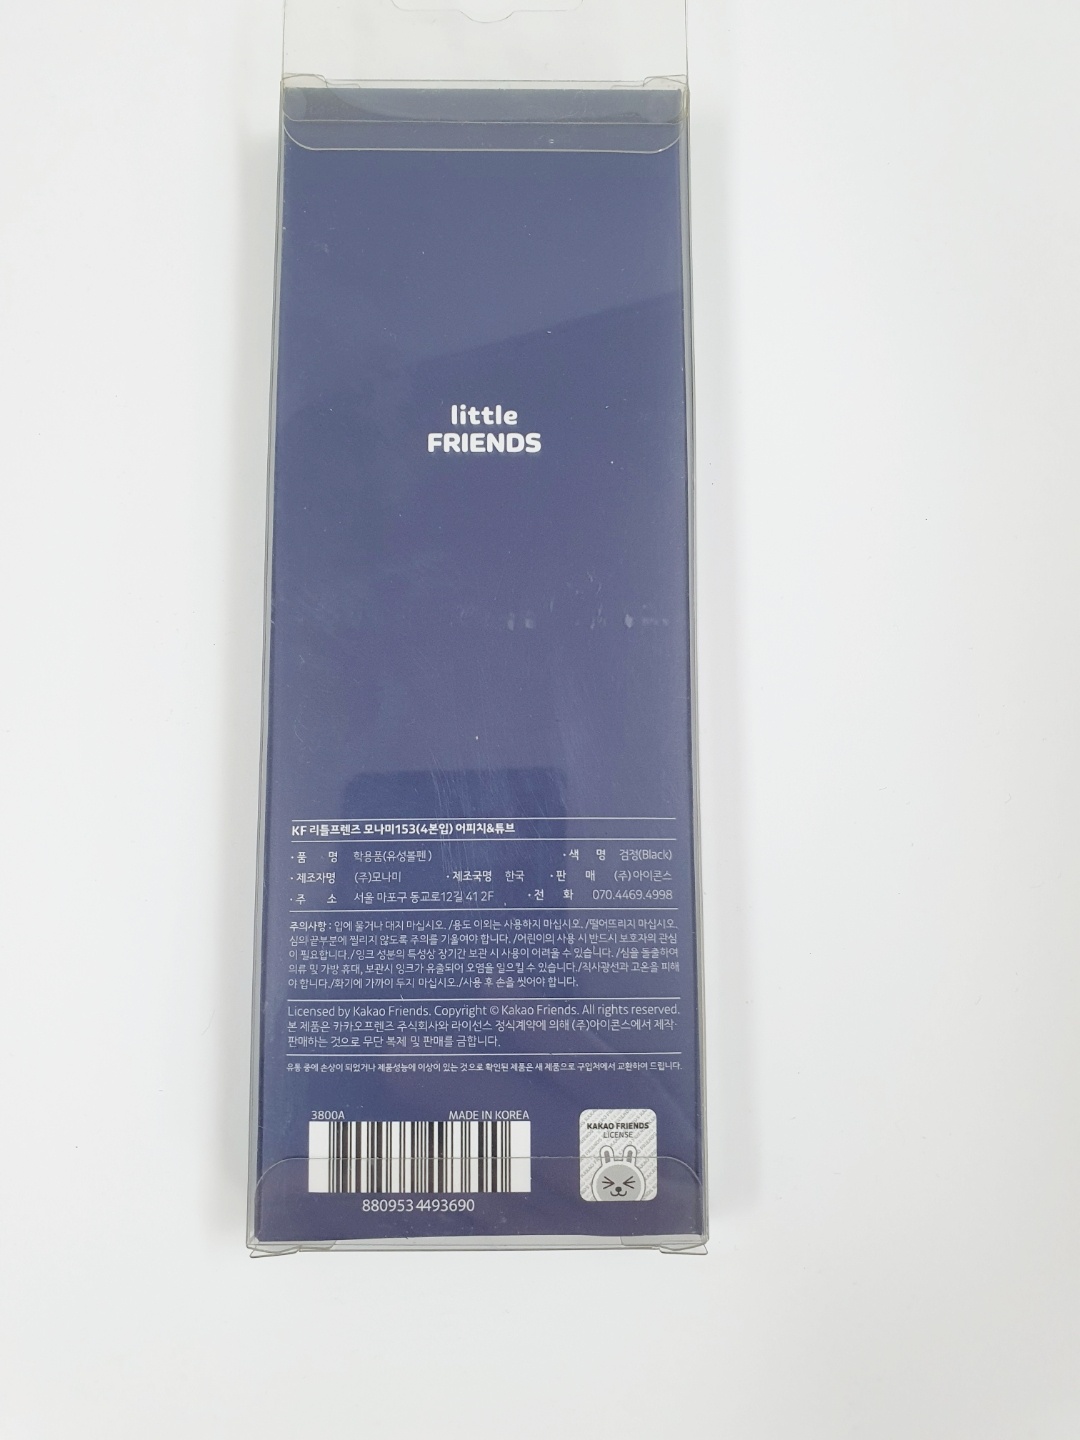 little
FRIENDS
KF 리틀프렌즈 모나미153(4본입) 어피치&튜브
·품 명 학용품(유성볼펜) ·색 명 검정(Black)
·제조자명 (주)모나미 ·제조국명 한국 ·판 매 (주)아이콘스
·주 소 서울 마포구 동교로12길 41 2F ·전 화 070.4469.4998
주의사항 : 입에 물거나 대지 마십시오. /용도 이외는 사용하지 마십시오. /떨어뜨리지 마십시오.
심의 끝부분에 찔리지 않도록 주의를 기울여야 합니다. /어린이의 사용 시 반드시 보호자의 관심
이 필요합니다./잉크 성분의 특성상 장기간 보관 시 사용이 어려울 수 있습니다. /심을 돌출하여
의류 및 가방 휴대, 보관시 잉크가 유출되어 오염을 일으킬 수 있습니다./직사광선과 고온을 피해
야 합니다./화기에 가까이 두지 마십시오./사용 후 손을 씻어야 합니다.
Licensed by Kakao Friends. Copyright © Kakao Friends. All rights reserved.
본 제품은 카카오프렌즈 주식회사와 라이선스 정식계약에 의해 (주)아이콘스에서 제작·
판매하는 것으로 무단 복제 및 판매를 금합니다.
유통 중에 손상이 되었거나 제품성능에 이상이 있는 것으로 확인된 제품은 새 제품으로 구입처에서 교환하여 드립니다.
3800A MADE IN KOREA
8809534493690
KAKAO FRIENDS
LICENSE